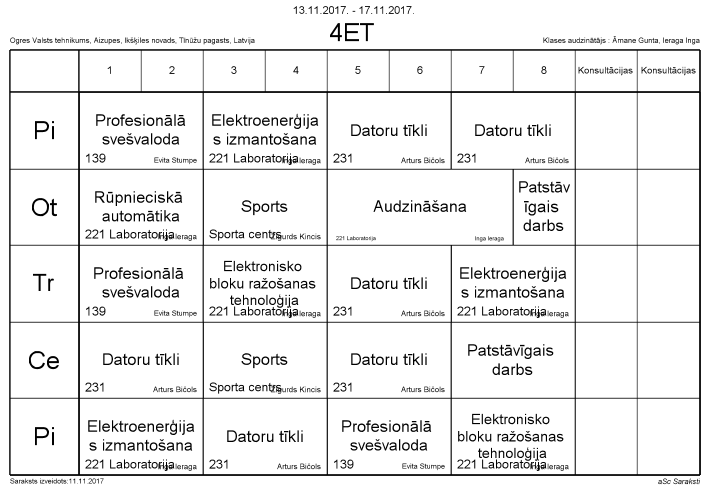 13.11.2017. - 17.11.2017.
4ET
Ogres Valsts tehnikums, Aizupes, Ikšķiles novads, Tīnūžu pagasts, Latvija
Klases audzinātājs : Āmane Gunta, Ieraga Inga
1 2 3 4 5 6 7 8 Konsultācijas Konsultācijas
Pi
Profesionālā
svešvaloda
139 Evita Stumpe
Elektroenerģija
s izmantošana
221 Laboratorija Inga Ieraga
Datoru tīkli
231 Arturs Bičols
Datoru tīkli
231 Arturs Bičols
Ot
Rūpnieciskā
automātika
221 Laboratorija Inga Ieraga
Sports
Sporta centrs Zigurds Kincis
Audzināšana
221 Laboratorija Inga Ieraga
Patstāv
īgais
darbs
Tr
Profesionālā
svešvaloda
139 Evita Stumpe
Elektronisko
bloku ražošanas
tehnoloģija
221 Laboratorija Inga Ieraga
Datoru tīkli
231 Arturs Bičols
Elektroenerģija
s izmantošana
221 Laboratorija Inga Ieraga
Ce
Datoru tīkli
231 Arturs Bičols
Sports
Sporta centrs Zigurds Kincis
Datoru tīkli
231 Arturs Bičols
Patstāvīgais
darbs
Pi
Elektroenerģija
s izmantošana
221 Laboratorija Inga Ieraga
Datoru tīkli
231 Arturs Bičols
Profesionālā
svešvaloda
139 Evita Stumpe
Elektronisko
bloku ražošanas
tehnoloģija
221 Laboratorija Inga Ieraga
Saraksts izveidots:11.11.2017
aSc Saraksti